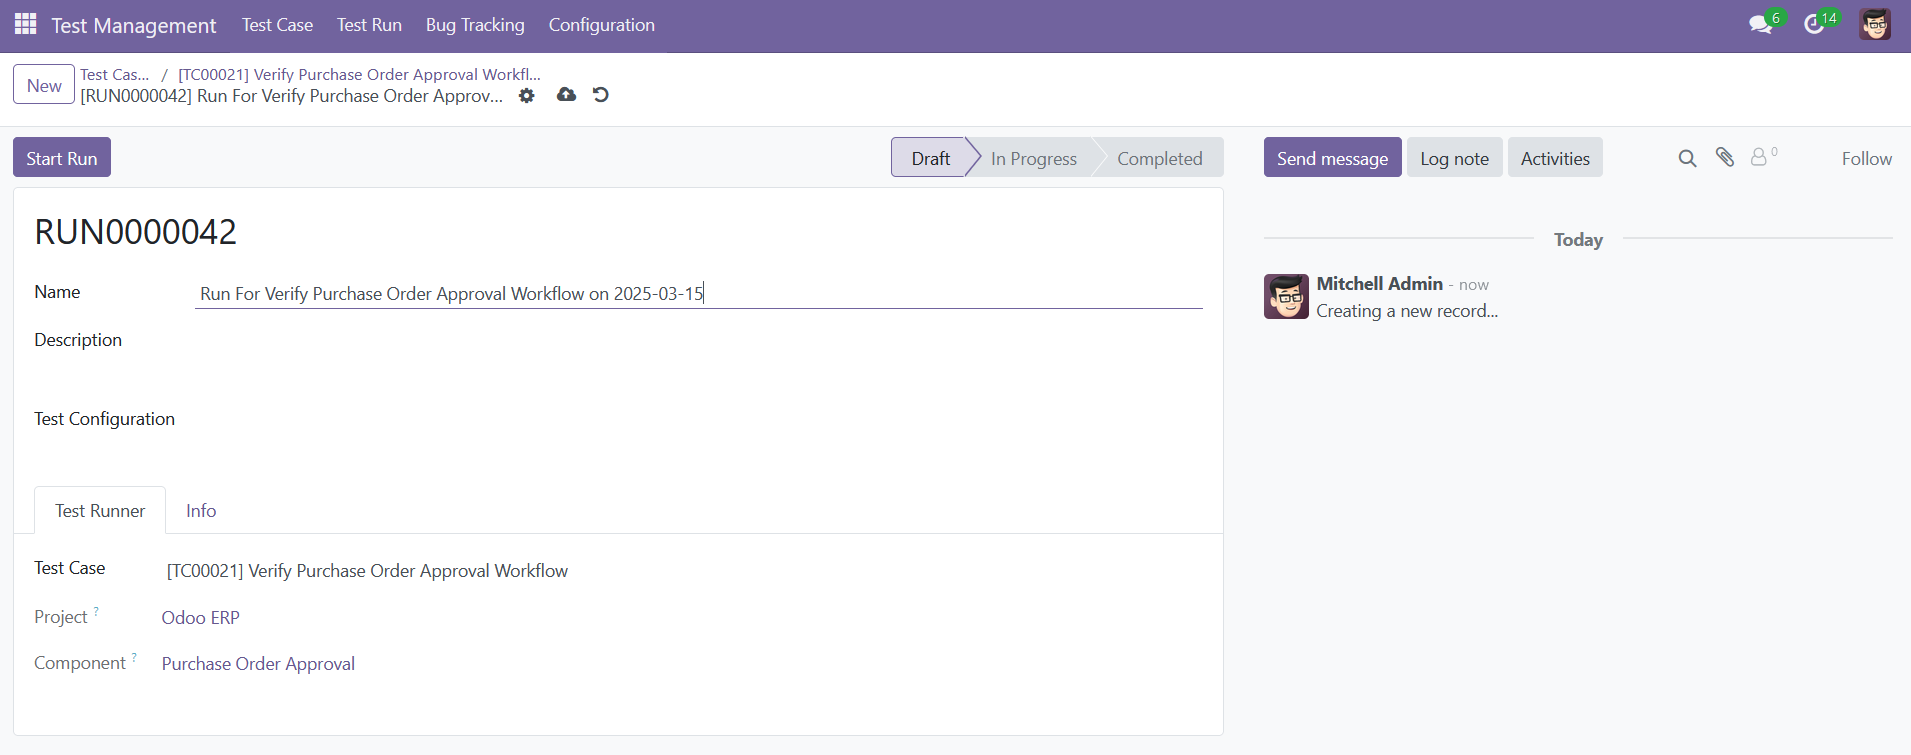 Test Management Test Case Test Run Bug Tracking Configuration 6 14
New Test Cas... / [TC00021] Verify Purchase Order Approval Workfl...
[RUN0000042] Run For Verify Purchase Order Approv...
Start Run Draft In Progress Completed Send message Log note Activities 0 Follow
RUN0000042
Today
Name Run For Verify Purchase Order Approval Workflow on 2025-03-15
Mitchell Admin - now
Creating a new record...
Description
Test Configuration
Test Runner Info
Test Case [TC00021] Verify Purchase Order Approval Workflow
Project ? Odoo ERP
Component ? Purchase Order Approval